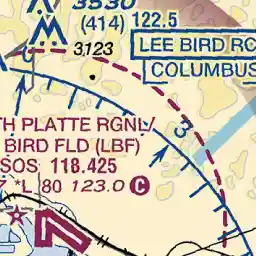 3530
(414)
122.5
3123
LEE BIRD RC
COLUMBUS
TH PLATTE RGNL/
BIRD FLD (LBF)
SOS 118.425
*L 80 123.0 C
3